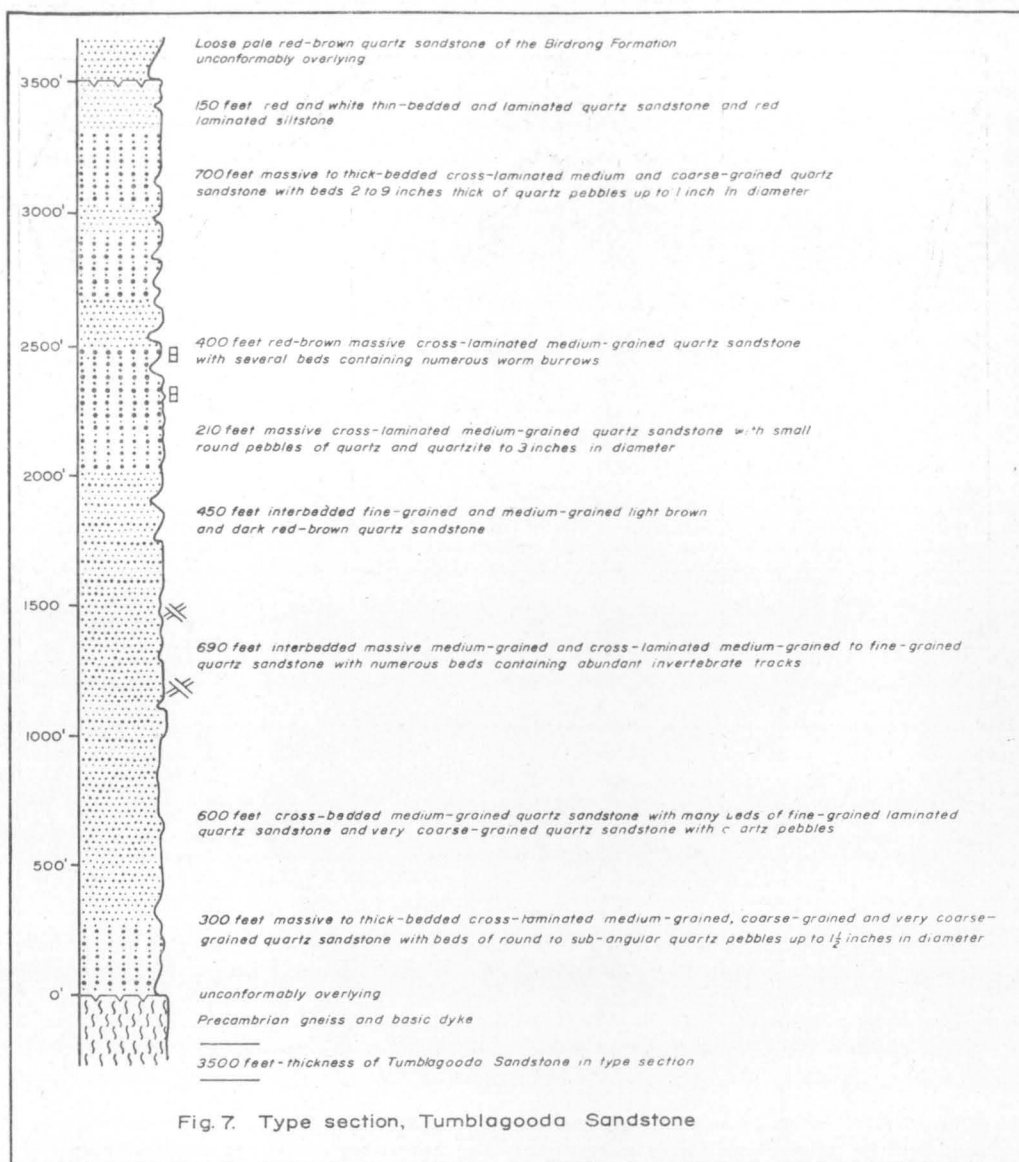 Loose pale red-brown quartz sandstone of the Birdrong Formation
unconformably overlying
3500'
150 feet red and white thin-bedded and laminated quartz sandstone and red
laminated siltstone
700 feet massive to thick-bedded cross-laminated medium and coarse-grained quartz
sandstone with beds 2 to 9 inches thick of quartz pebbles up to 1 inch in diameter
3000'
2500'
400 feet red-brown massive cross-laminated medium-grained quartz sandstone
with several beds containing numerous worm burrows
210 feet massive cross-laminated medium-grained quartz sandstone with small
round pebbles of quartz and quartzite to 3 inches in diameter
2000'
450 feet interbedded fine-grained and medium-grained light brown
and dark red-brown quartz sandstone
1500
690 feet interbedded massive medium-grained and cross-laminated medium-grained to fine-grained
quartz sandstone with numerous beds containing abundant invertebrate tracks
1000'
600 feet cross-bedded medium-grained quartz sandstone with many beds of fine-grained laminated
quartz sandstone and very coarse-grained quartz sandstone with pebbles
500'
300 feet massive to thick-bedded cross-laminated medium-grained, coarse-grained and very coarse-
grained quartz sandstone with beds of round to sub-angular quartz pebbles up to 1½ inches in diameter
0'
unconformably overlying
Precambrian gneiss and basic dyke
3500 feet-thickness of Tumblagooda Sandstone in type section
Fig. 7. Type section, Tumblagooda Sandstone